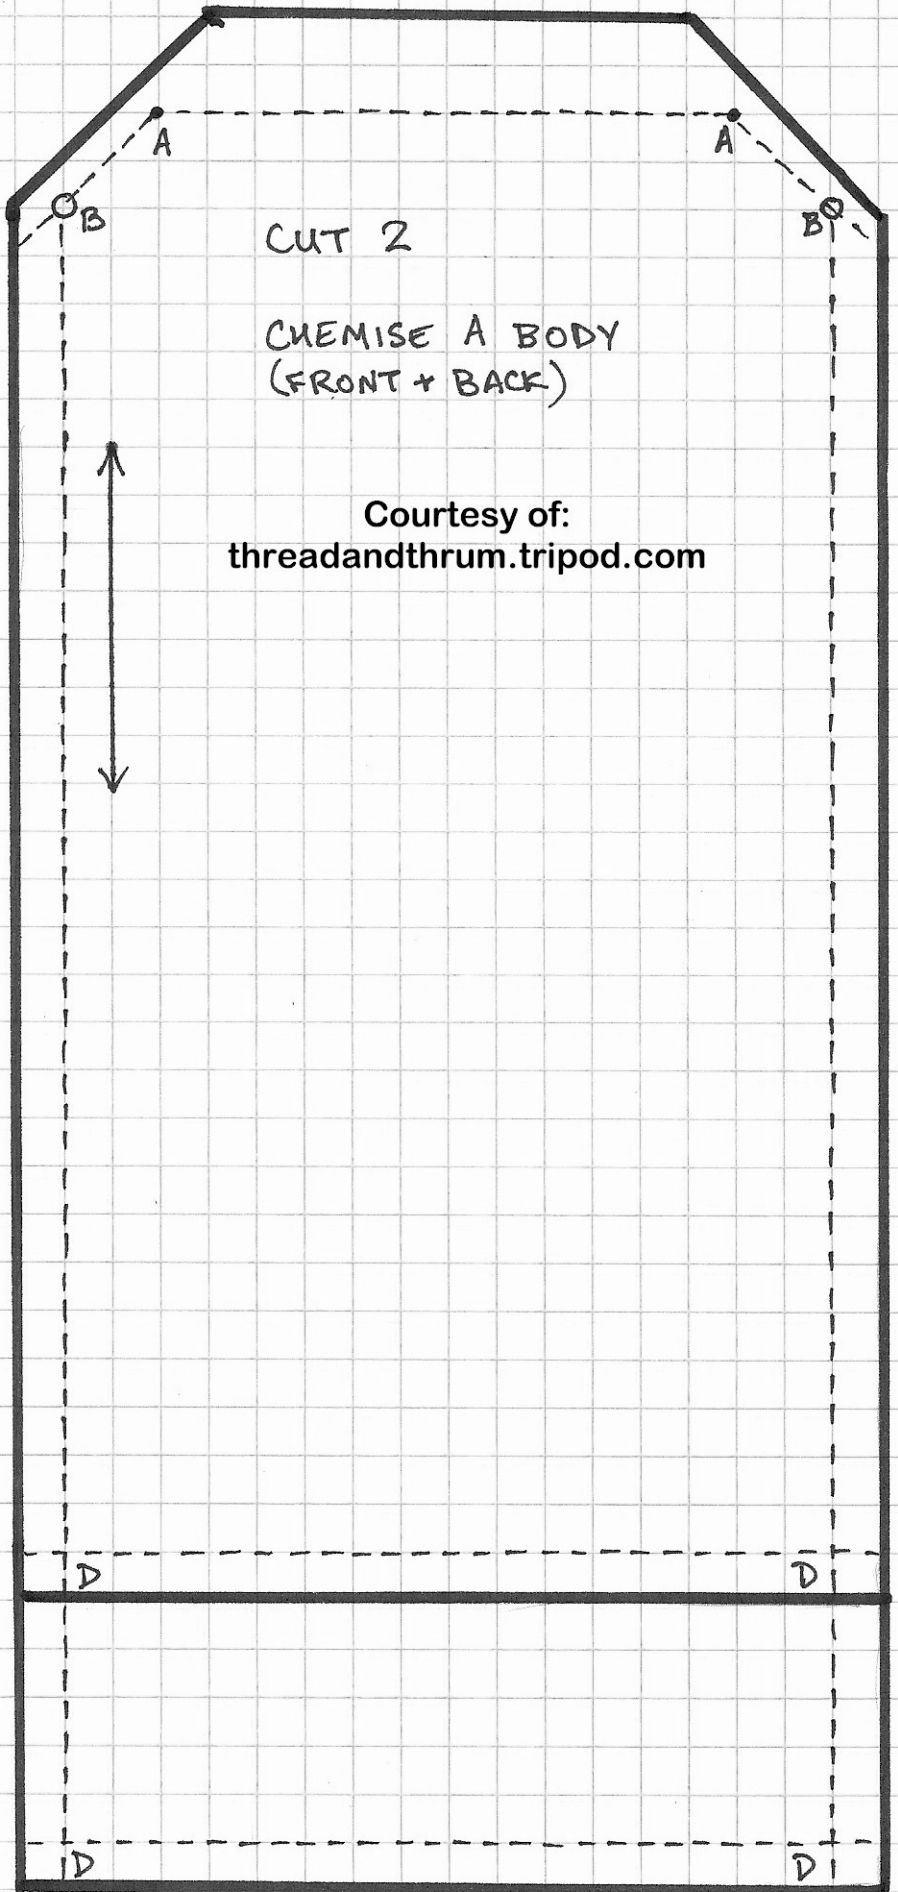 A A
B B
CUT 2
CHEMISE A BODY
(FRONT + BACK)
Courtesy of:
threadandthrum.tripod.com
D D
D D